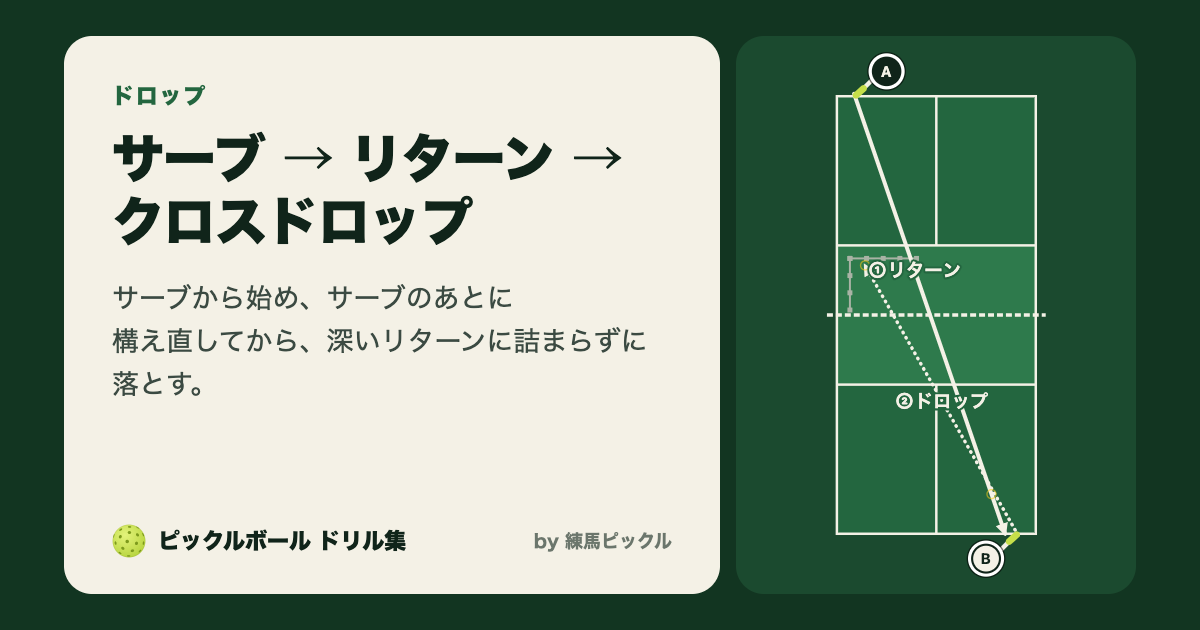 ドロップ
サーブ → リターン →
クロスドロップ
サーブから始め、サーブのあとに
構え直してから、深いリターンに詰まらずに
落とす。
ピックルボール ドリル集
by 練馬ピックル
A
①リターン
②ドロップ
B